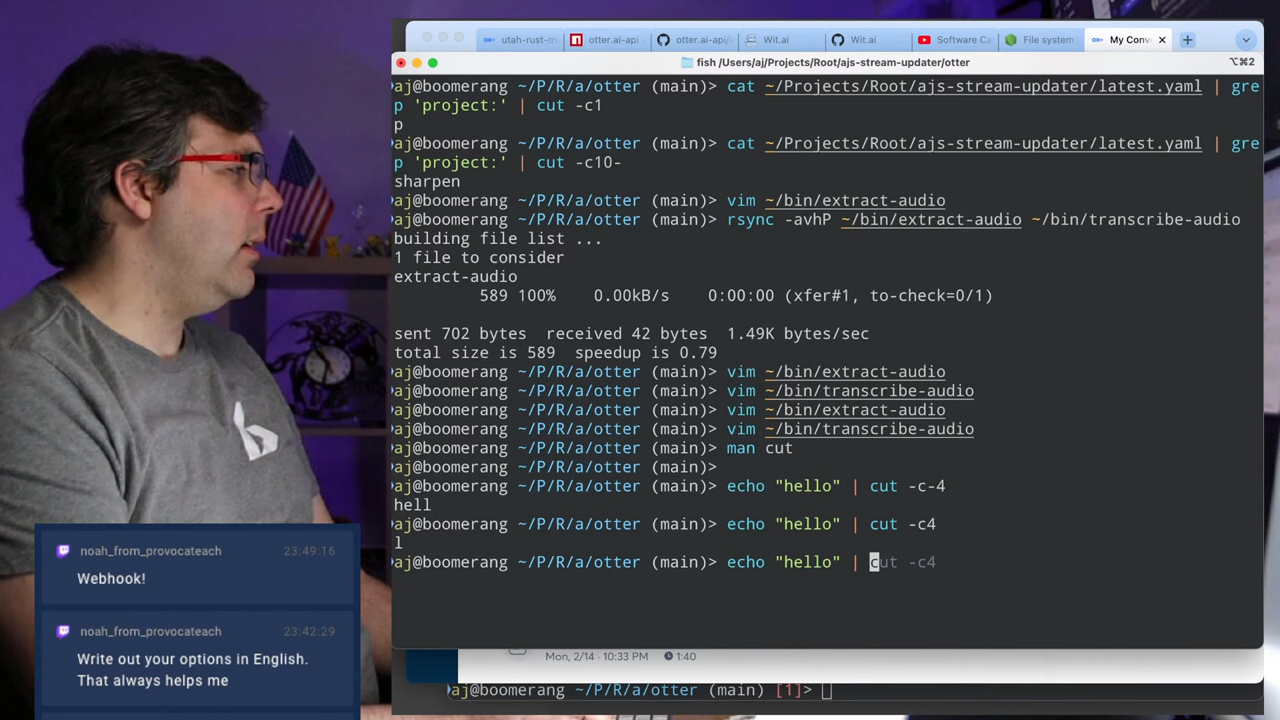 utah-rust-m
otter.ai-api -
otter.ai-api/
Wit.ai
Wit.ai
Software Ca
File system
My Conv
fish /Users/aj/Projects/Root/ajs-stream-updater/otter
⌥⌘2
aj@boomerang ~/P/R/a/otter (main)> cat ~/Projects/Root/ajs-stream-updater/latest.yaml | gre
p 'project:' | cut -c1
p
aj@boomerang ~/P/R/a/otter (main)> cat ~/Projects/Root/ajs-stream-updater/latest.yaml | gre
p 'project:' | cut -c10-
sharpen
aj@boomerang ~/P/R/a/otter (main)> vim ~/bin/extract-audio
aj@boomerang ~/P/R/a/otter (main)> rsync -avhP ~/bin/extract-audio ~/bin/transcribe-audio
building file list ...
1 file to consider
extract-audio
589 100% 0.00kB/s 0:00:00 (xfer#1, to-check=0/1)
sent 702 bytes received 42 bytes 1.49K bytes/sec
total size is 589 speedup is 0.79
aj@boomerang ~/P/R/a/otter (main)> vim ~/bin/extract-audio
aj@boomerang ~/P/R/a/otter (main)> vim ~/bin/transcribe-audio
aj@boomerang ~/P/R/a/otter (main)> vim ~/bin/extract-audio
aj@boomerang ~/P/R/a/otter (main)> vim ~/bin/transcribe-audio
aj@boomerang ~/P/R/a/otter (main)> man cut
aj@boomerang ~/P/R/a/otter (main)>
aj@boomerang ~/P/R/a/otter (main)> echo "hello" | cut -c-4
hell
aj@boomerang ~/P/R/a/otter (main)> echo "hello" | cut -c4
l
aj@boomerang ~/P/R/a/otter (main)> echo "hello" | cut -c4
Mon, 2/14 · 10:33 PM 1:40
aj@boomerang ~/P/R/a/otter (main) [1]>
noah_from_provocateach 23:49:16
Webhook!
noah_from_provocateach 23:42:29
Write out your options in English.
That always helps me